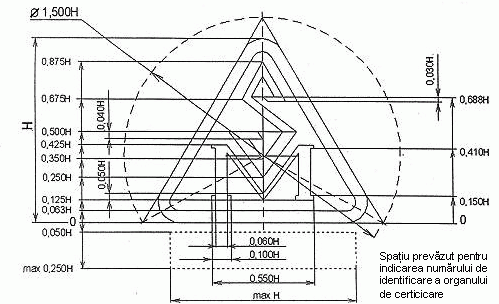 Ø 1,500H
0,030H
0,875H
H
0,675H
0,688H
0,040H
0,500H
0,425H
0,410H
0,350H
0,250H
0,050H
0,125H
0,150H
0,063H
0
0
0,050H
0,060H
0,100H
max 0,250H
0,550H
max H
Spațiu prevăzut pentru
indicarea numărului de
identificare a organului
de certicicare